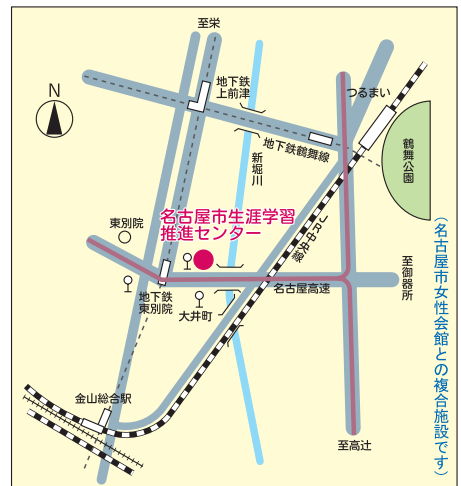 至栄
地下鉄
上前津
つるまい
N
地下鉄鶴舞線
鶴舞公園
新堀川
名古屋市生涯学習
推進センター
東別院
JR中央線
(名古屋市女性会館との複合施設です)
至御器所
名古屋高速
地下鉄
東別院
大井町
金山総合駅
至高辻